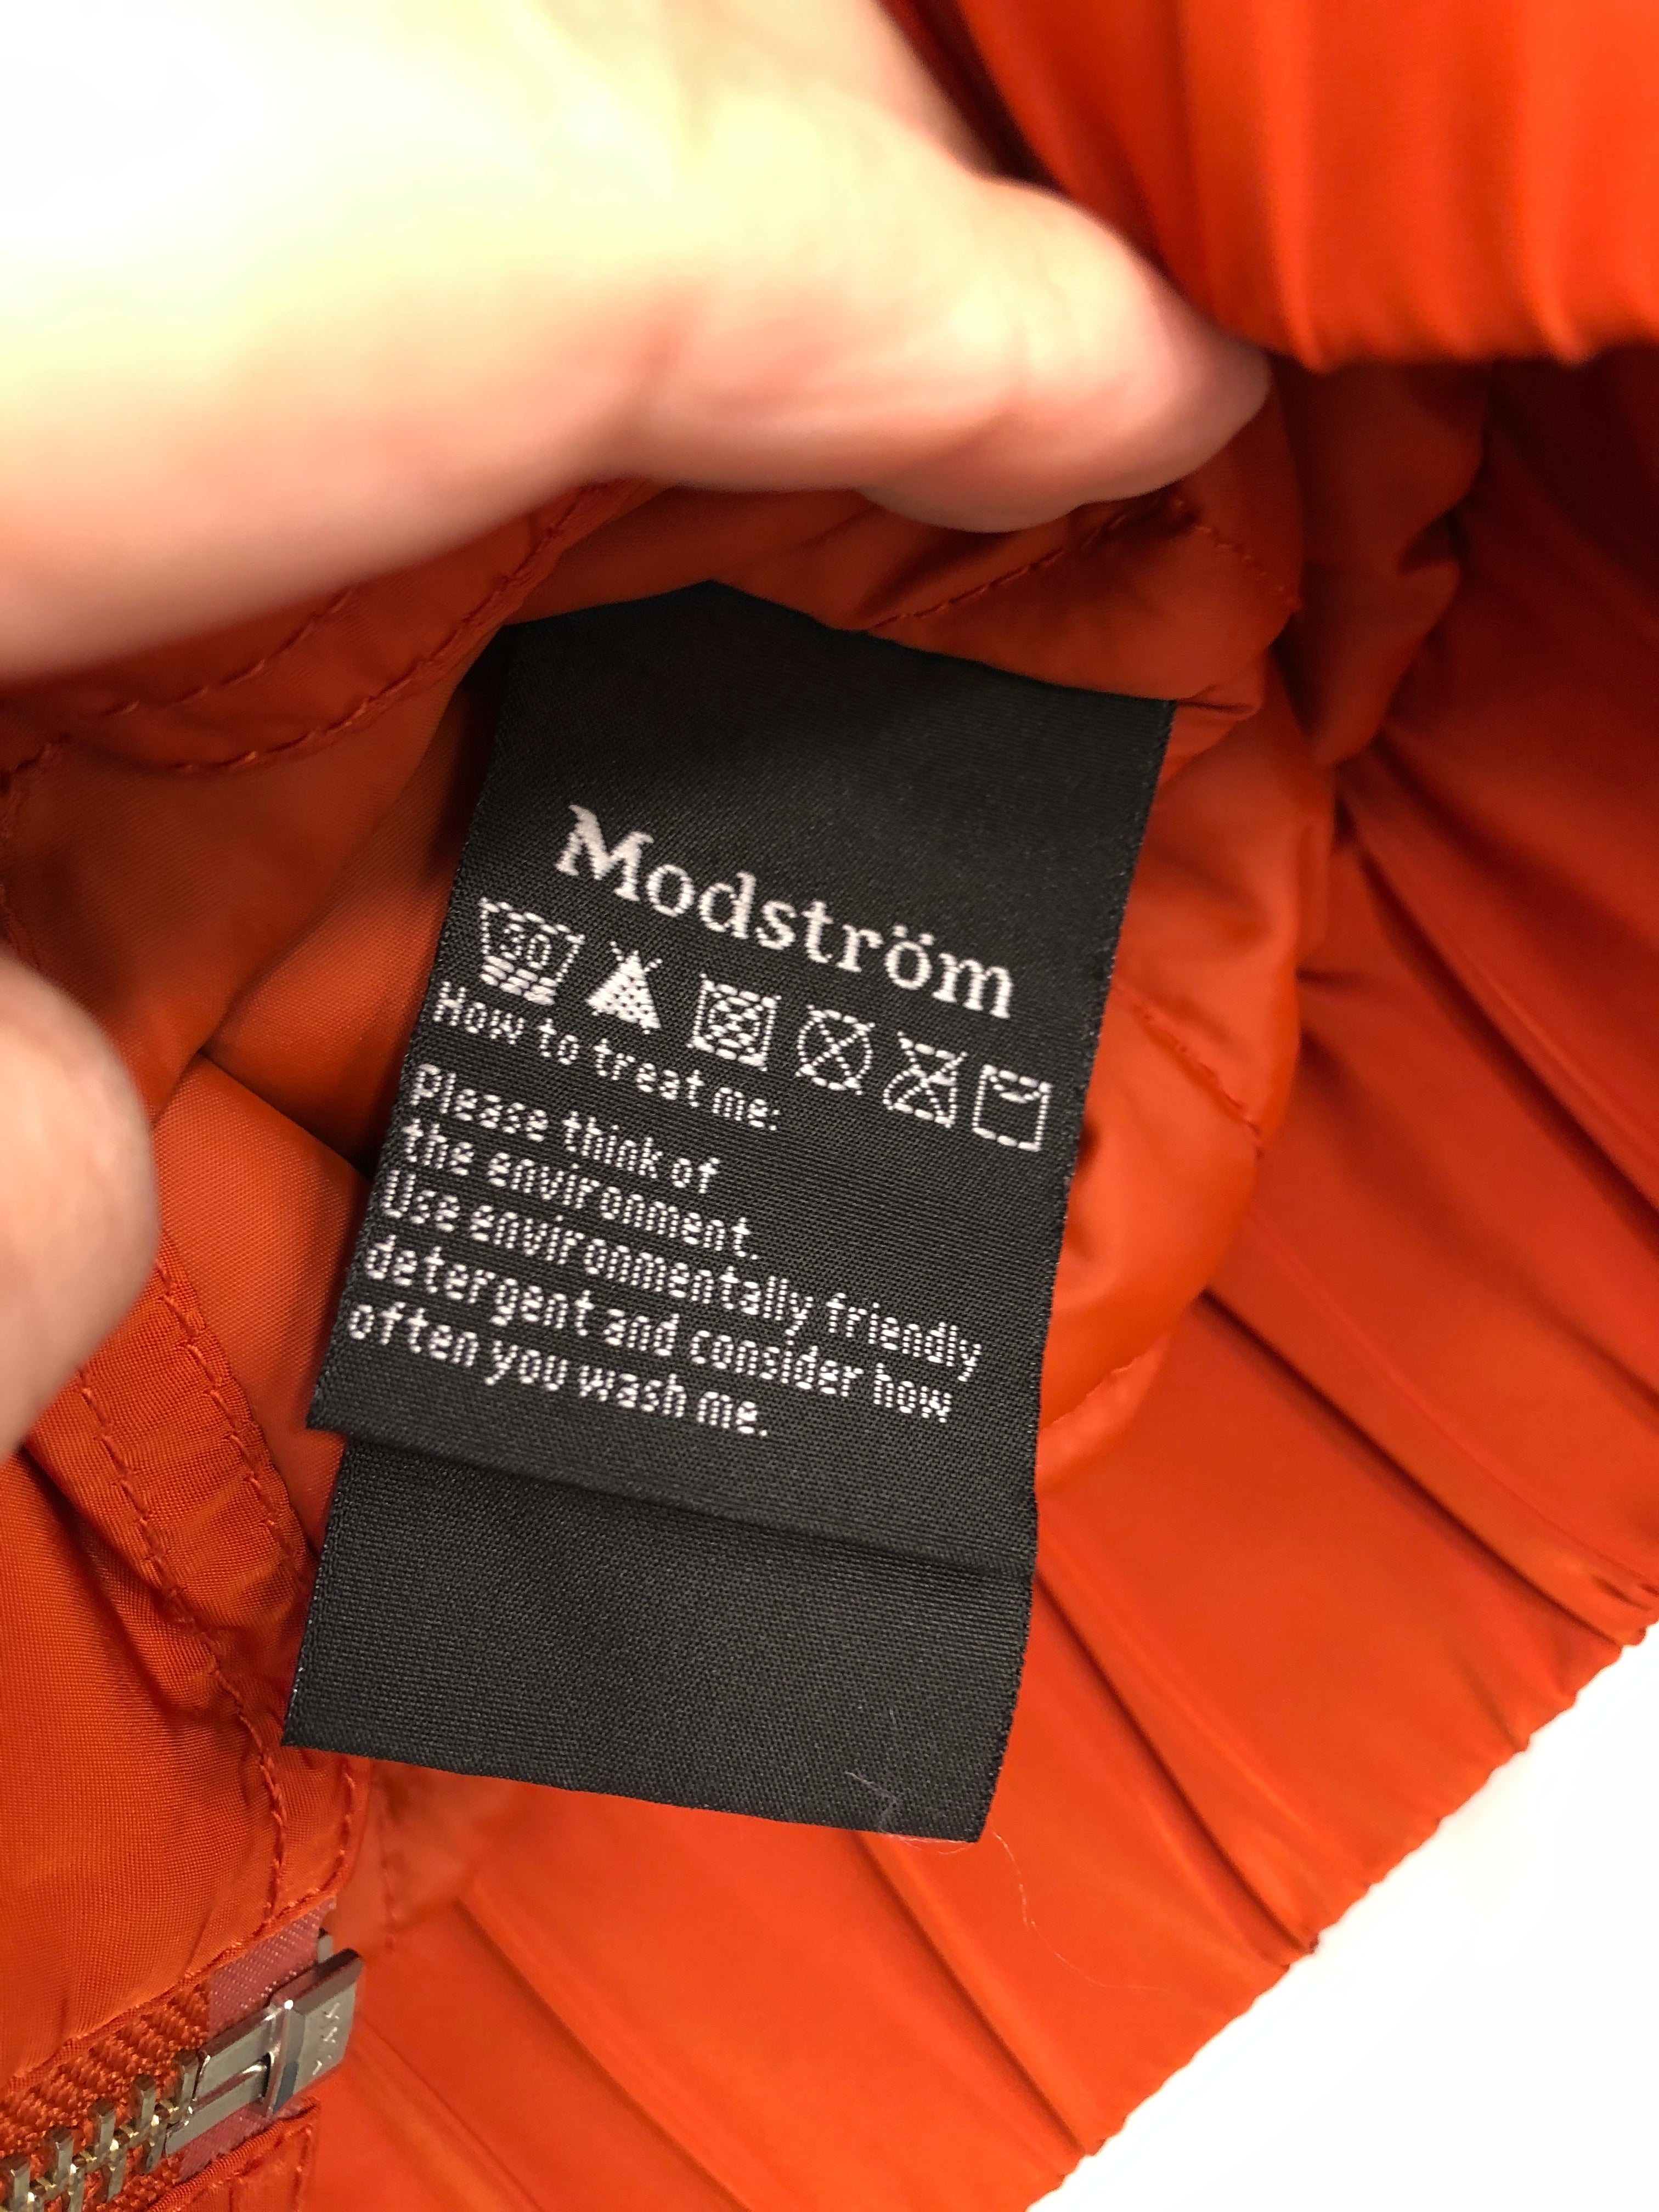 Modström
30
How to treat me:
Please think of
the environment.
Use environmentally friendly
detergent and consider how
often you wash me.